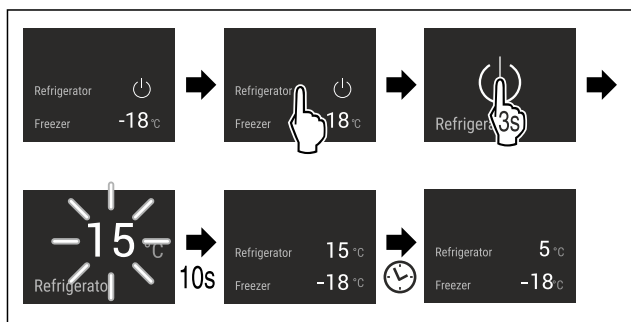 Refrigerator
Freezer -18 °C
Refrigerator
Freezer 18 °C
Refrigera 3s
15 °C
Refrigerato
10s
Refrigerator 15 °C
Freezer -18 °C
Refrigerator 5 °C
Freezer -18 °C